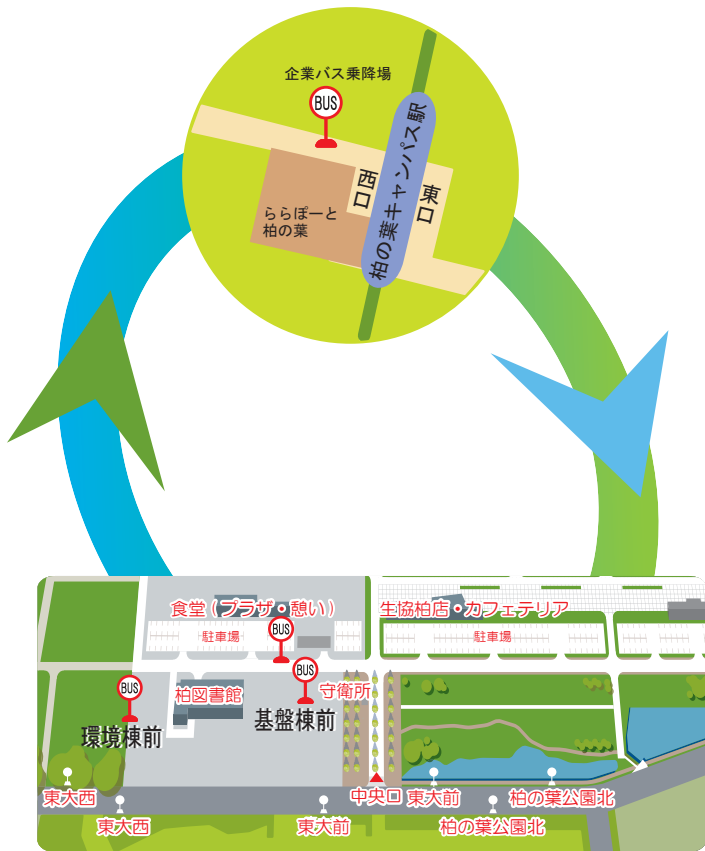 企業バス乗降場
BUS
柏の葉キャンパス駅
西口
東口
ららぽーと
柏の葉
食堂（プラザ・憩い）
生協柏店・カフェテリア
BUS
駐車場
駐車場
BUS
BUS
柏図書館
守衛所
基盤棟前
環境棟前
東大西
中央口
東大前
柏の葉公園北
東大西
東大前
柏の葉公園北